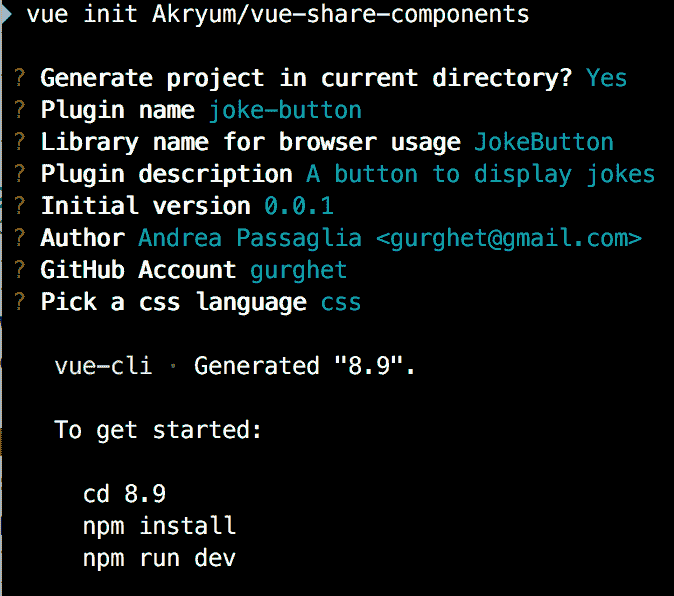 vue init Akryum/vue-share-components
? Generate project in current directory? Yes
? Plugin name joke-button
? Library name for browser usage JokeButton
? Plugin description A button to display jokes
? Initial version 0.0.1
? Author Andrea Passaglia <gurghet@gmail.com>
? GitHub Account gurghet
? Pick a css language css
vue-cli · Generated "8.9".
To get started:
cd 8.9
npm install
npm run dev